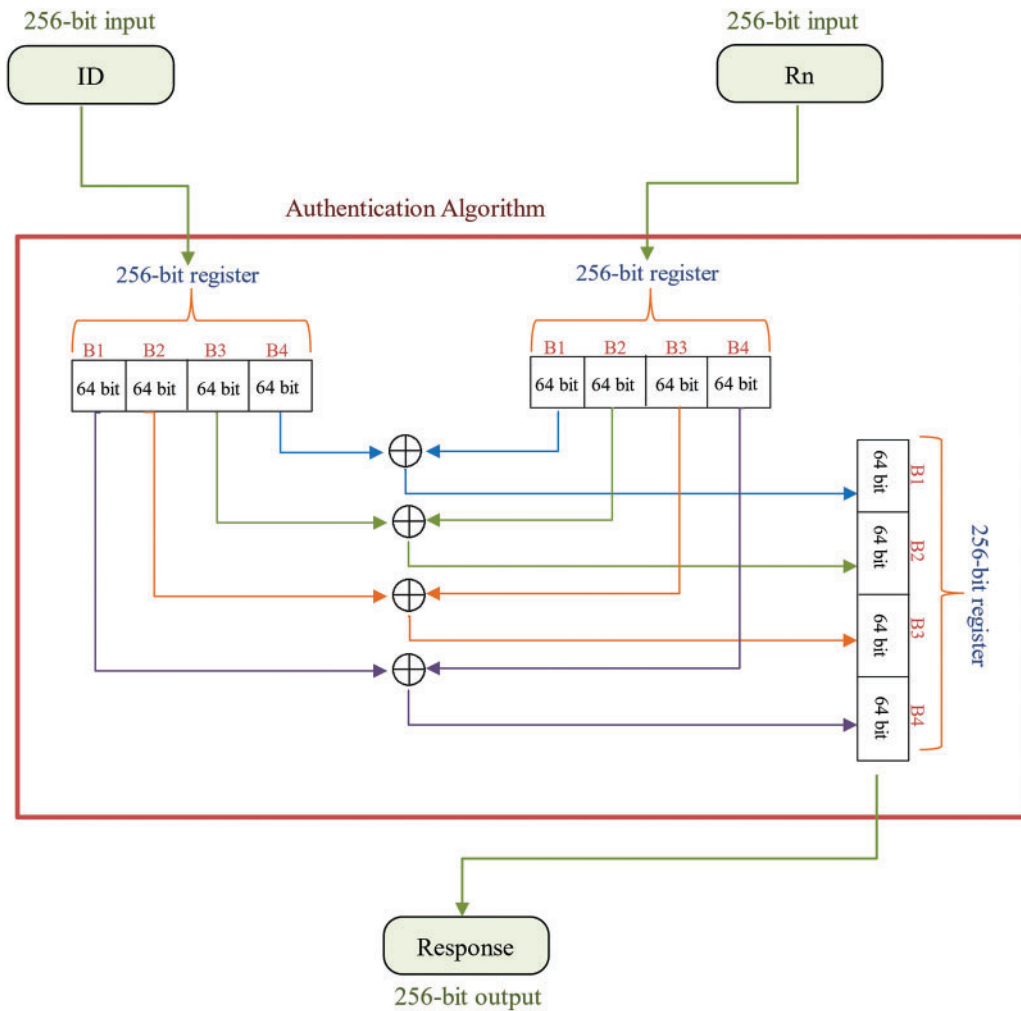 256-bit input
ID
256-bit input
Rn
Authentication Algorithm
256-bit register
B1 B2 B3 B4
64 bit 64 bit 64 bit 64 bit
256-bit register
B1 B2 B3 B4
64 bit 64 bit 64 bit 64 bit
64 bit B1
64 bit B2
64 bit B3
64 bit B4
256-bit register
Response
256-bit output